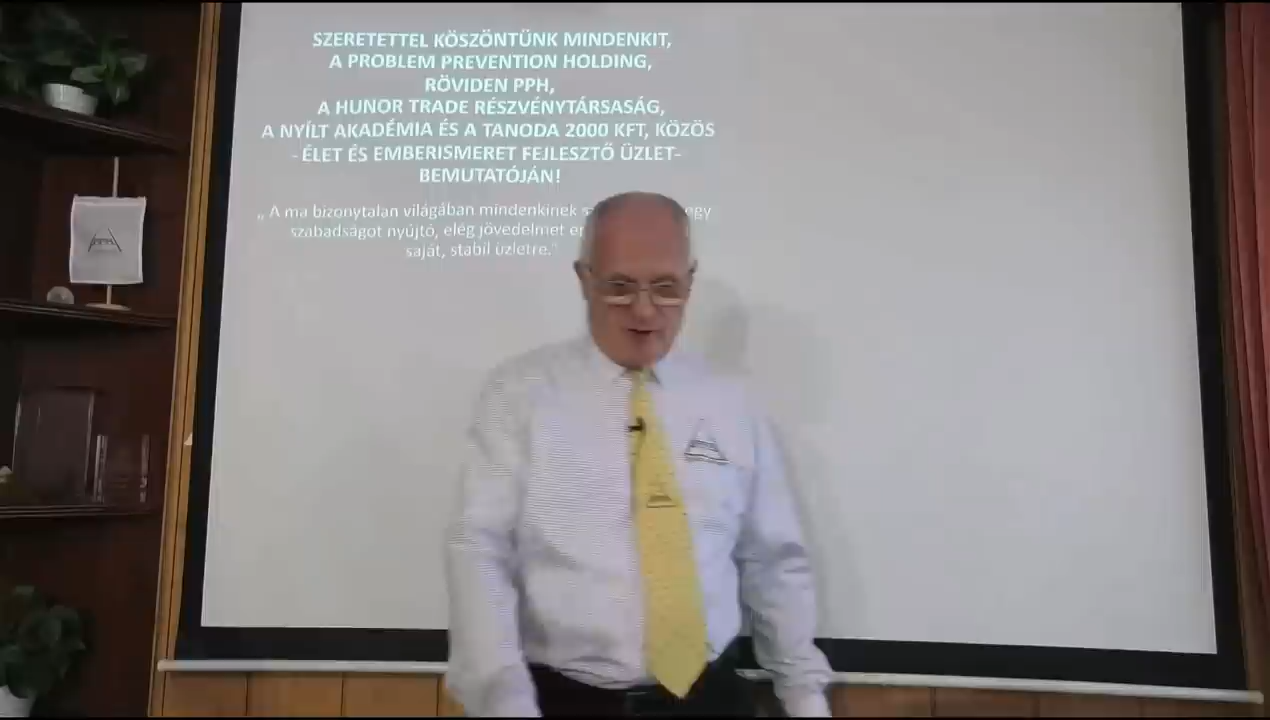 SZERETETTEL KÖSZÖNTÜNK MINDENKIT,
A PROBLEM PREVENTION HOLDING,
RÖVIDEN PPH,
A HUNOR TRADE RÉSZVÉNYTÁRSASÁG,
A NYÍLT AKADÉMIA ÉS A TANODA 2000 KFT, KÖZÖS
- ÉLET ÉS EMBERISMERET FEJLESZTŐ ÜZLET-
BEMUTATÓJÁN!
„ A ma bizonytalan világában mindenkinek egy
szabadságot nyújtó, elég jövedelmet
saját, stabil üzletre."